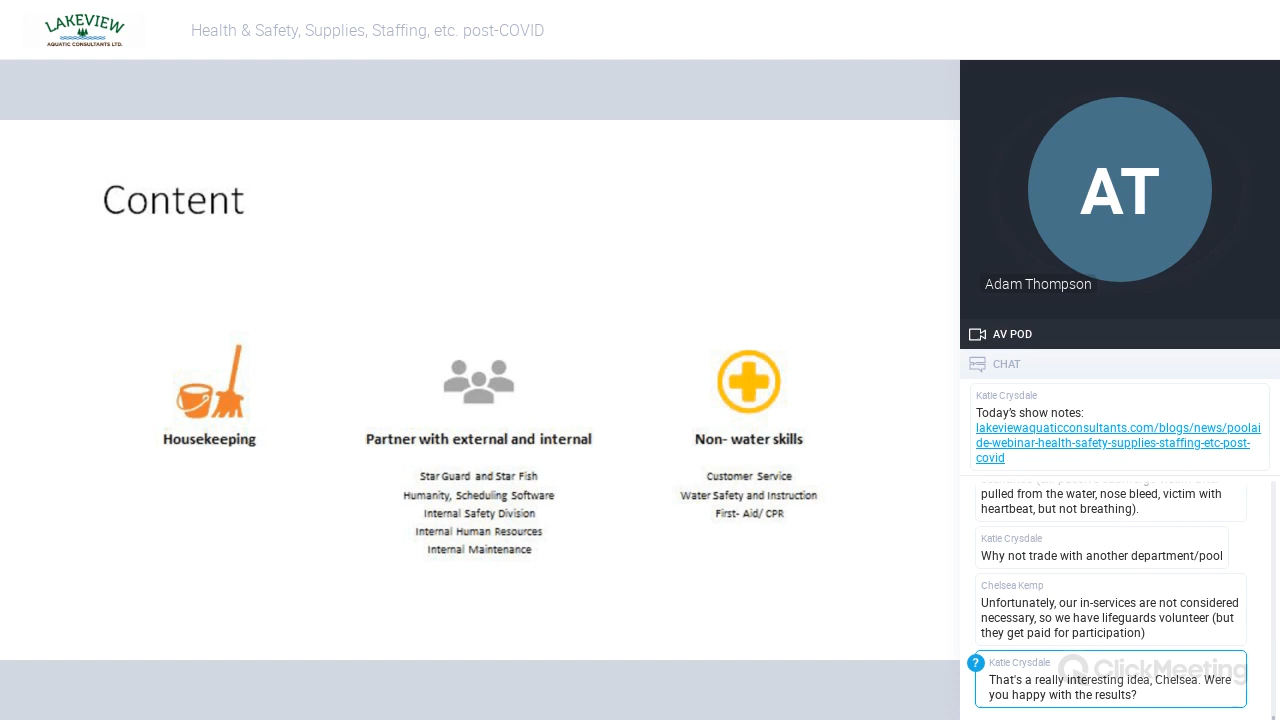 LAKEVIEW
AQUATIC CONSULTANTS LTD.
Health & Safety, Supplies, Staffing, etc. post-COVID
Content
Housekeeping
Partner with external and internal
Star Guard and Star Fish
Humanity, Scheduling Software
Internal Safety Division
Internal Human Resources
Internal Maintenance
Non- water skills
Customer Service
Water Safety and Instruction
First- Aid/ CPR
AT
Adam Thompson
AV POD
CHAT
Katie Crysdale
Today's show notes:
lakeviewaquaticconsultants.com/blogs/news/poolai
de-webinar-health-safety-supplies-staffing-etc-post-
covid
pulled from the water, nose bleed, victim with
heartbeat, but not breathing).
Katie Crysdale
Why not trade with another department/pool
Chelsea Kemp
Unfortunately, our in-services are not considered
necessary, so we have lifeguards volunteer (but
they get paid for participation)
?
Katie Crysdale
That's a really interesting idea, Chelsea. Were
you happy with the results?
ClickMeeting